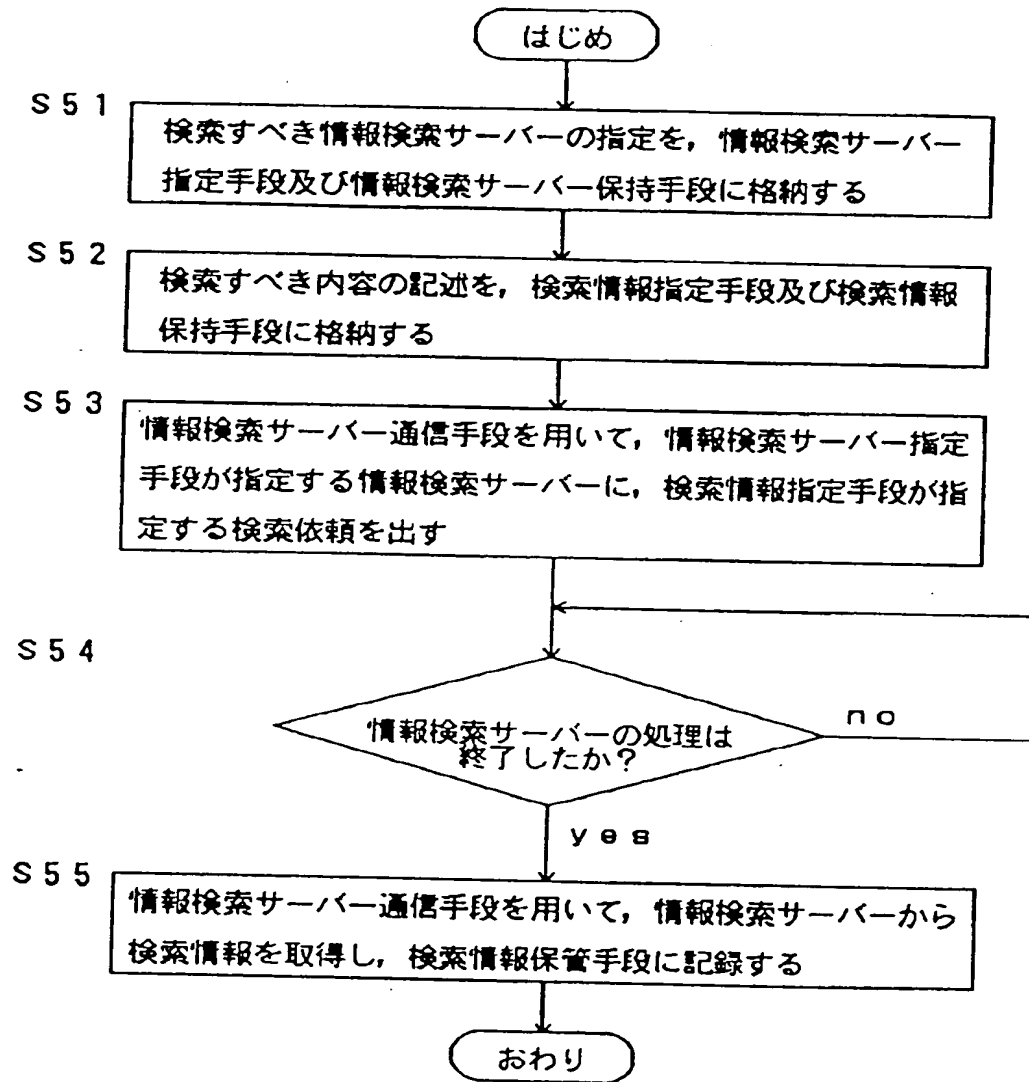 はじめ
S51
検索すべき情報検索サーバーの指定を，情報検索サーバー
指定手段及び情報検索サーバー保持手段に格納する
S52
検索すべき内容の記述を，検索情報指定手段及び検索情報
保持手段に格納する
S53
情報検索サーバー通信手段を用いて，情報検索サーバー指定
手段が指定する情報検索サーバーに，検索情報指定手段が指
定する検索依頼を出す
S54
情報検索サーバーの処理は
終了したか？
no
yes
S55
情報検索サーバー通信手段を用いて，情報検索サーバーから
検索情報を取得し，検索情報保管手段に記録する
おわり